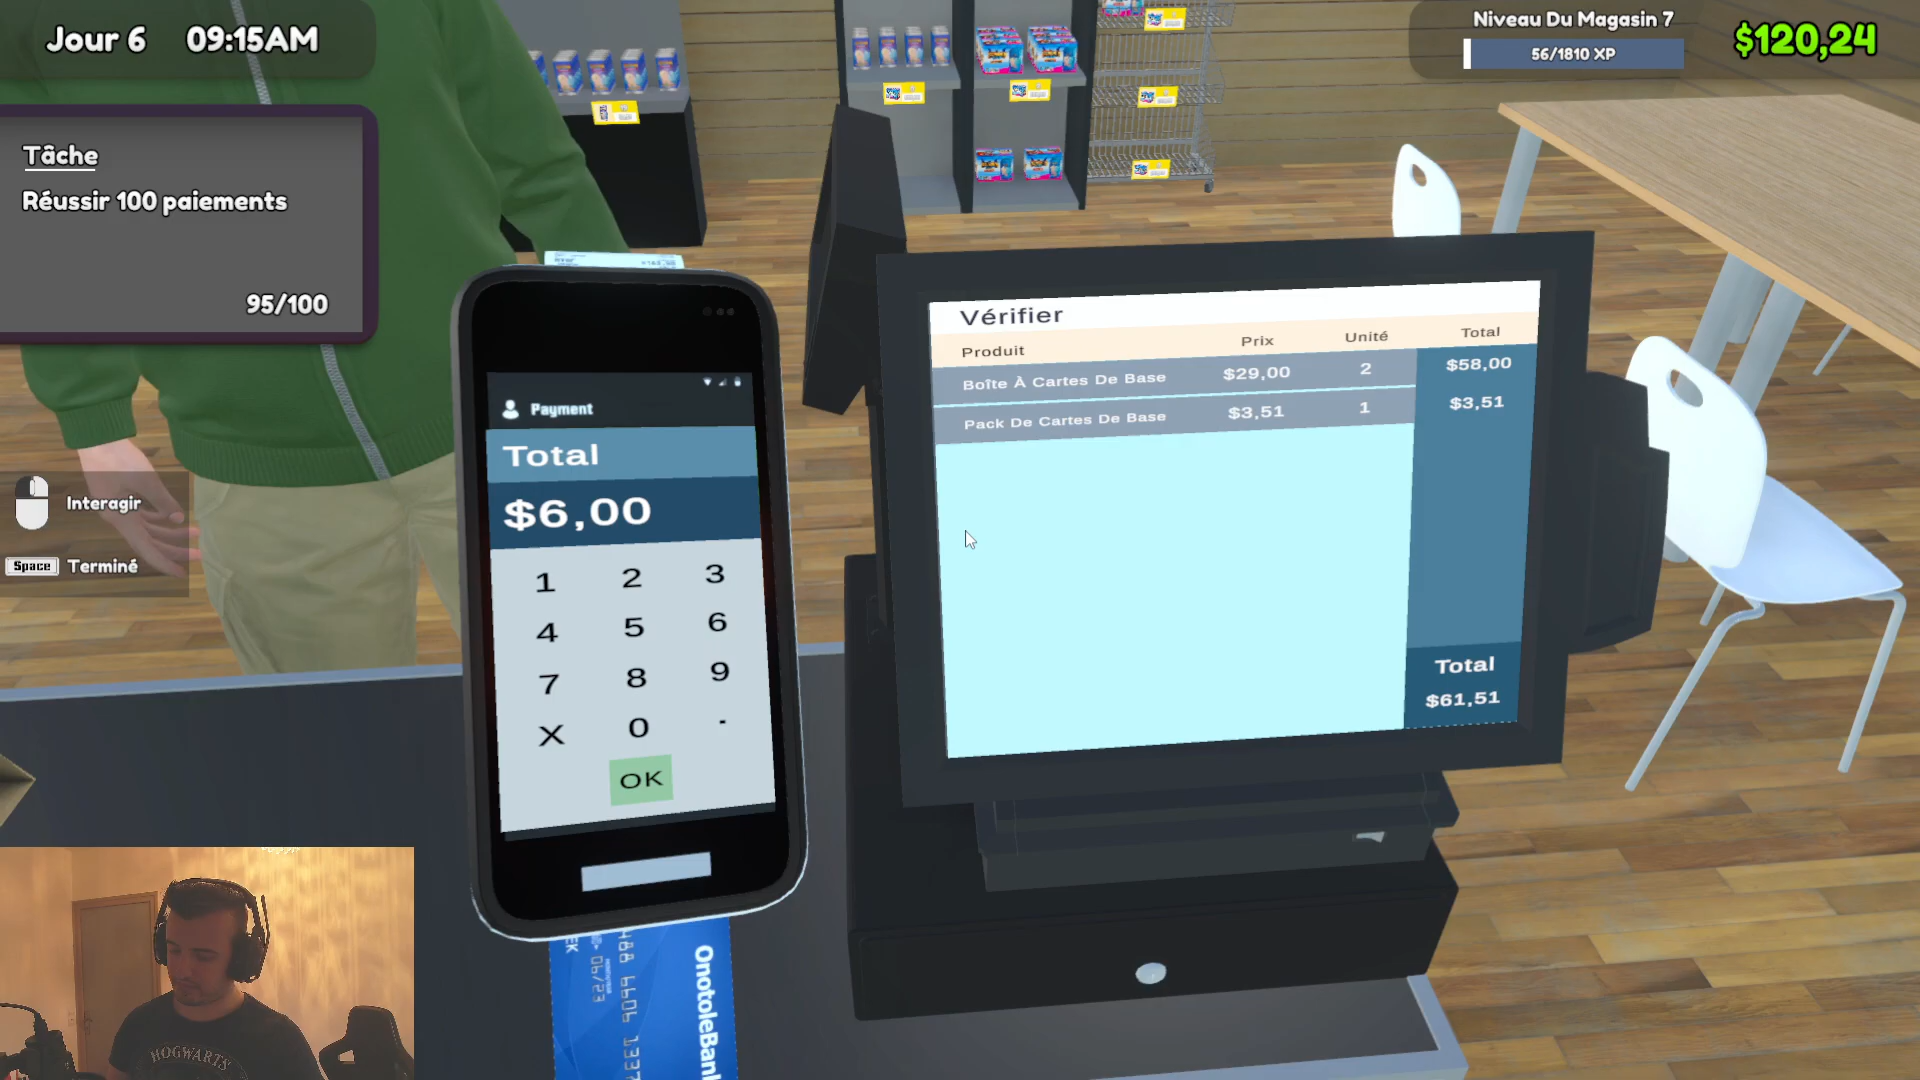 Jour 6 09:15AM
Niveau Du Magasin 7
56/1810 XP
$120,24
Tâche
Réussir 100 paiements
95/100
Interagir
Space Terminé
Payment
Total
$6,00
1 2 3
4 5 6
7 8 9
X 0 .
OK
Vérifier
Produit Prix Unité Total
Boîte À Cartes De Base $29,00 2 $58,00
Pack De Cartes De Base $3,51 1 $3,51
Total
$61,51
OnotoleBank
06/23
HOGWARTS